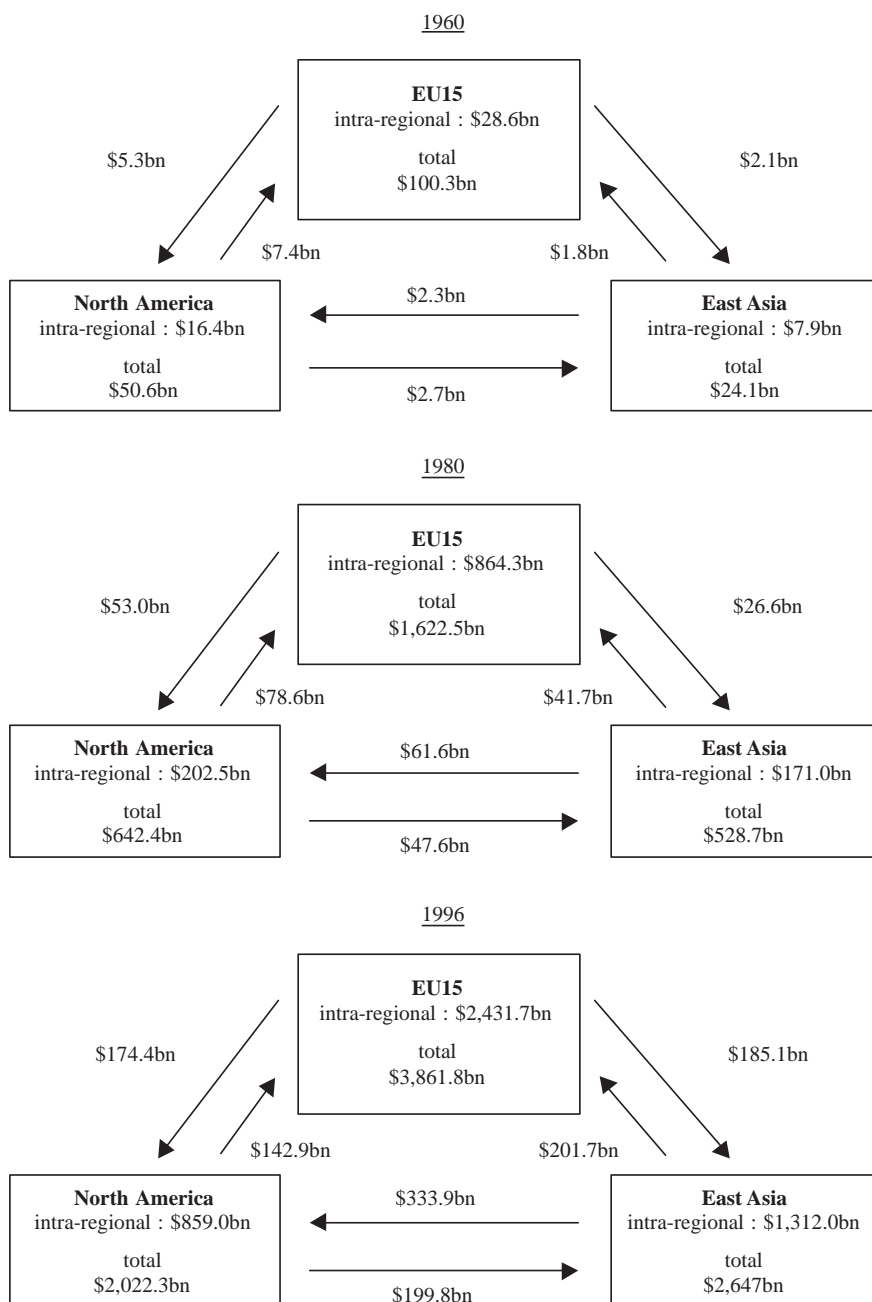 1960
EU15
intra-regional : $28.6bn
total
$100.3bn
$5.3bn
$2.1bn
$7.4bn
$1.8bn
North America
intra-regional : $16.4bn
total
$50.6bn
$2.3bn
$2.7bn
East Asia
intra-regional : $7.9bn
total
$24.1bn
1980
EU15
intra-regional : $864.3bn
total
$1,622.5bn
$53.0bn
$26.6bn
$78.6bn
$41.7bn
North America
intra-regional : $202.5bn
total
$642.4bn
$61.6bn
$47.6bn
East Asia
intra-regional : $171.0bn
total
$528.7bn
1996
EU15
intra-regional : $2,431.7bn
total
$3,861.8bn
$174.4bn
$185.1bn
$142.9bn
$201.7bn
North America
intra-regional : $859.0bn
total
$2,022.3bn
$333.9bn
$199.8bn
East Asia
intra-regional : $1,312.0bn
total
$2,647bn